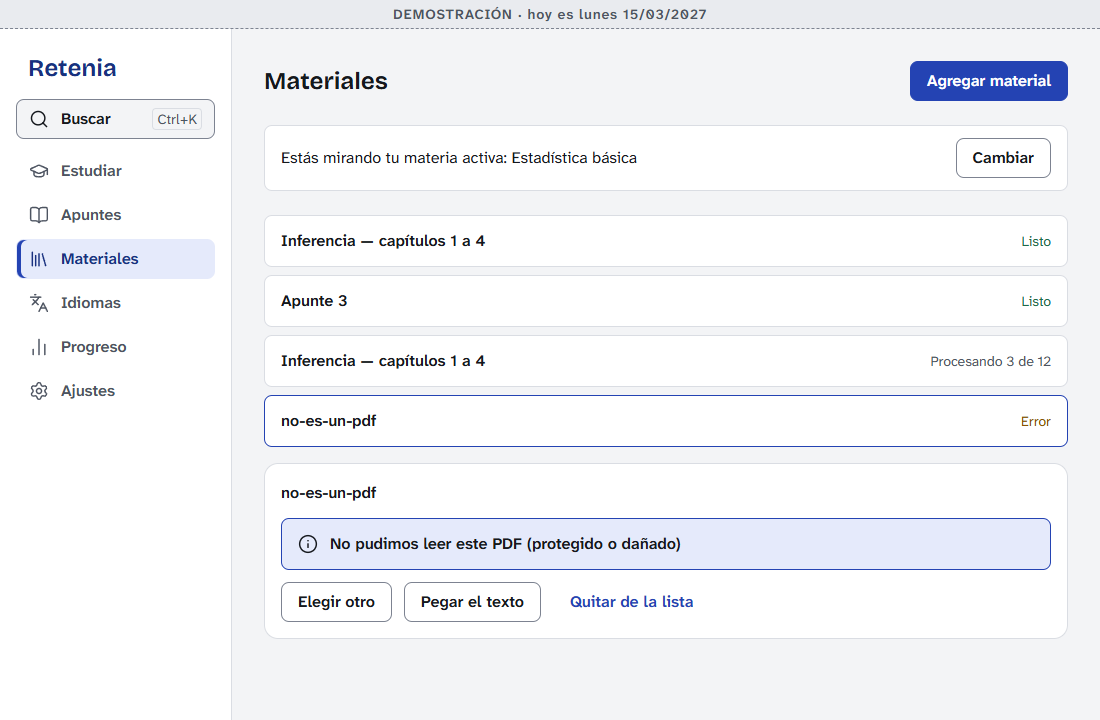 DEMOSTRACIÓN · hoy es lunes 15/03/2027
Retenia
Buscar Ctrl+K
Estudiar
Apuntes
Materiales
Idiomas
Progreso
Ajustes
Materiales
Agregar material
Estás mirando tu materia activa: Estadística básica
Cambiar
Inferencia — capítulos 1 a 4 Listo
Apunte 3 Listo
Inferencia — capítulos 1 a 4 Procesando 3 de 12
no-es-un-pdf Error
no-es-un-pdf
No pudimos leer este PDF (protegido o dañado)
Elegir otro Pegar el texto Quitar de la lista